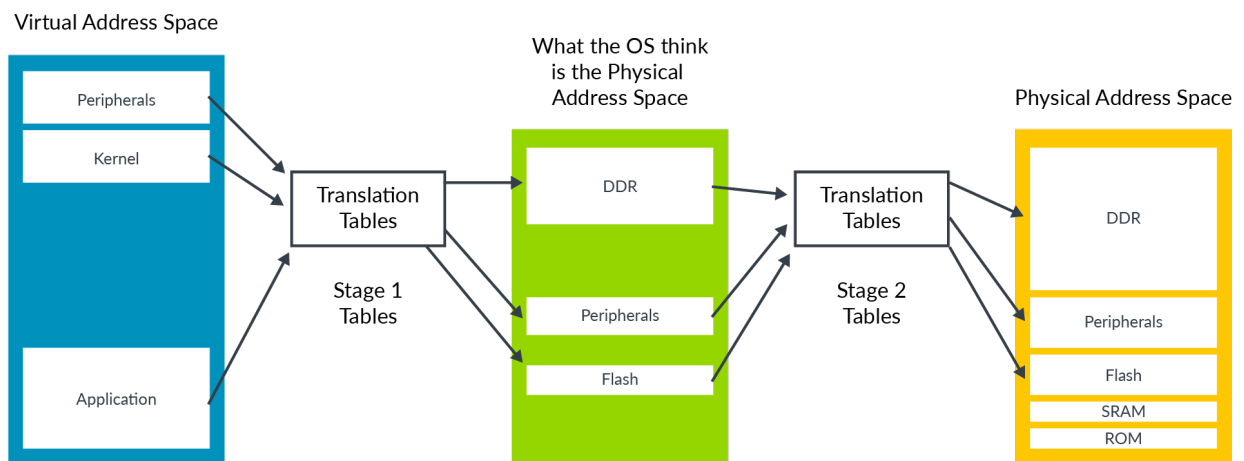 Virtual Address Space
Peripherals
Kernel
Application
Translation
Tables
Stage 1
Tables
What the OS think
is the Physical
Address Space
DDR
Peripherals
Flash
Translation
Tables
Stage 2
Tables
Physical Address Space
DDR
Peripherals
Flash
SRAM
ROM